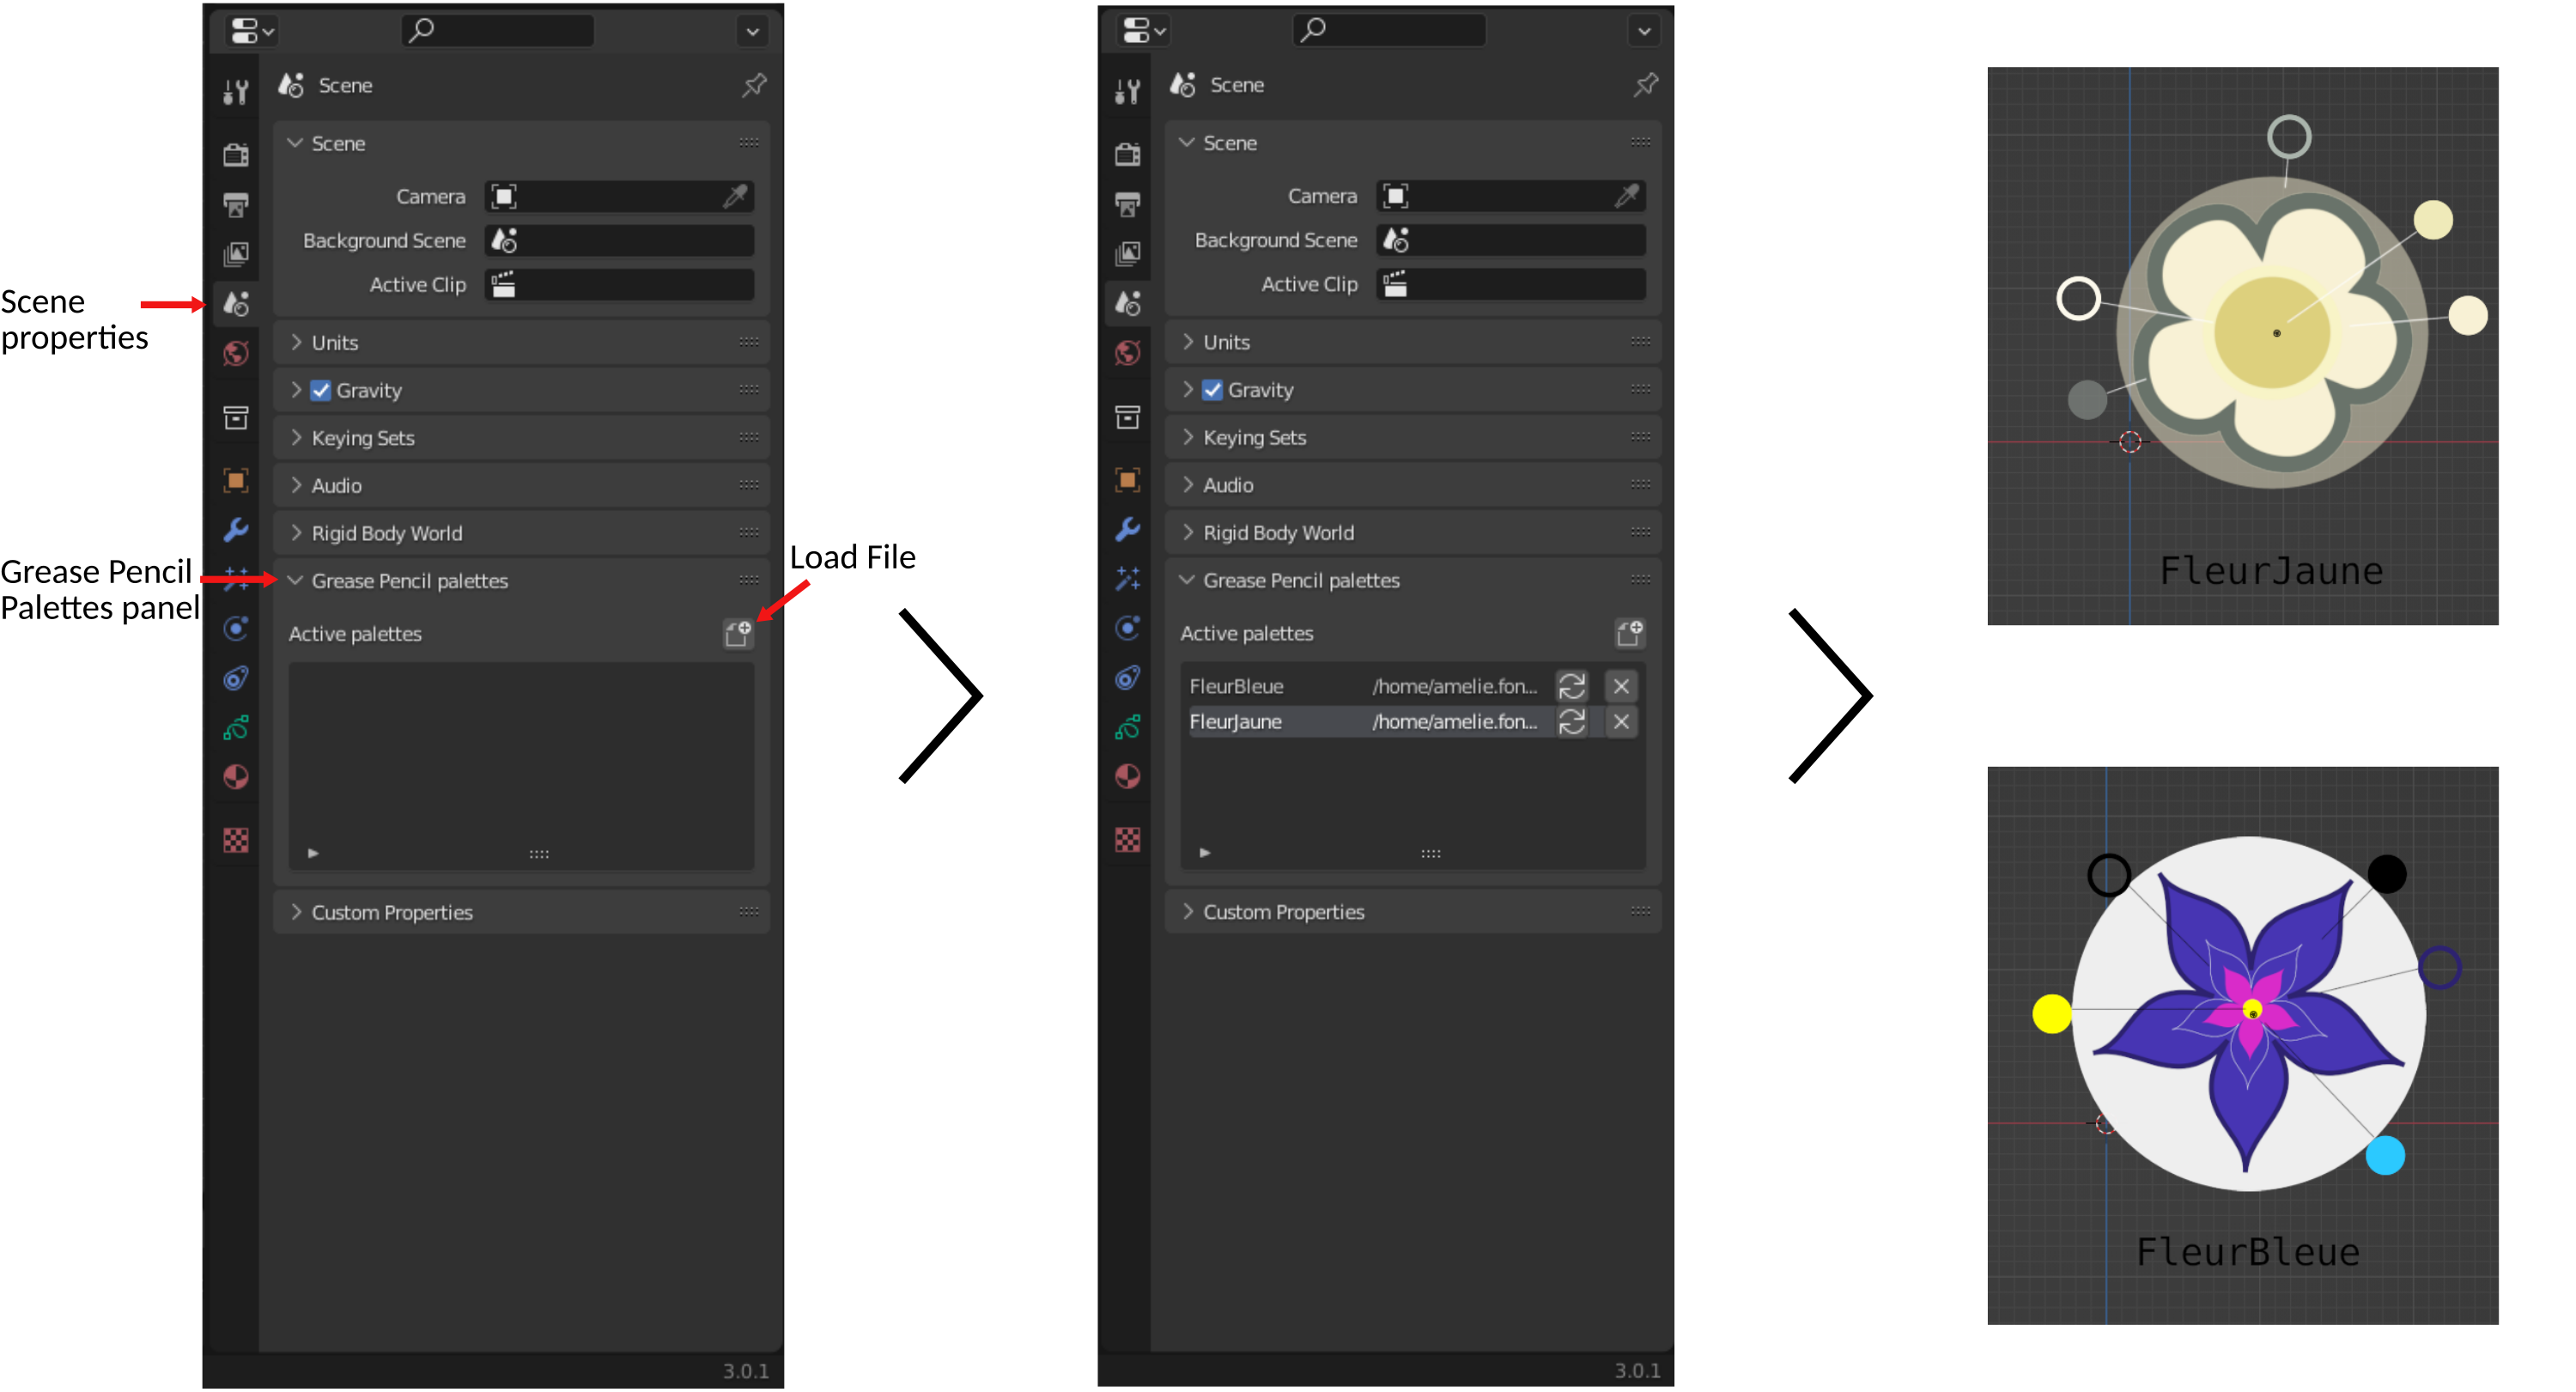 Scene
properties
Grease Pencil
Palettes panel
Scene
Scene
Camera
Background Scene
Active Clip
Units
Gravity
Keying Sets
Audio
Rigid Body World
Grease Pencil palettes
Active palettes
Custom Properties
3.0.1
Load File
Scene
Scene
Camera
Background Scene
Active Clip
Units
Gravity
Keying Sets
Audio
Rigid Body World
Grease Pencil palettes
Active palettes
FleurBleue /home/amelie.fon...
FleurJaune /home/amelie.fon...
Custom Properties
3.0.1
FleurJaune
FleurBleue